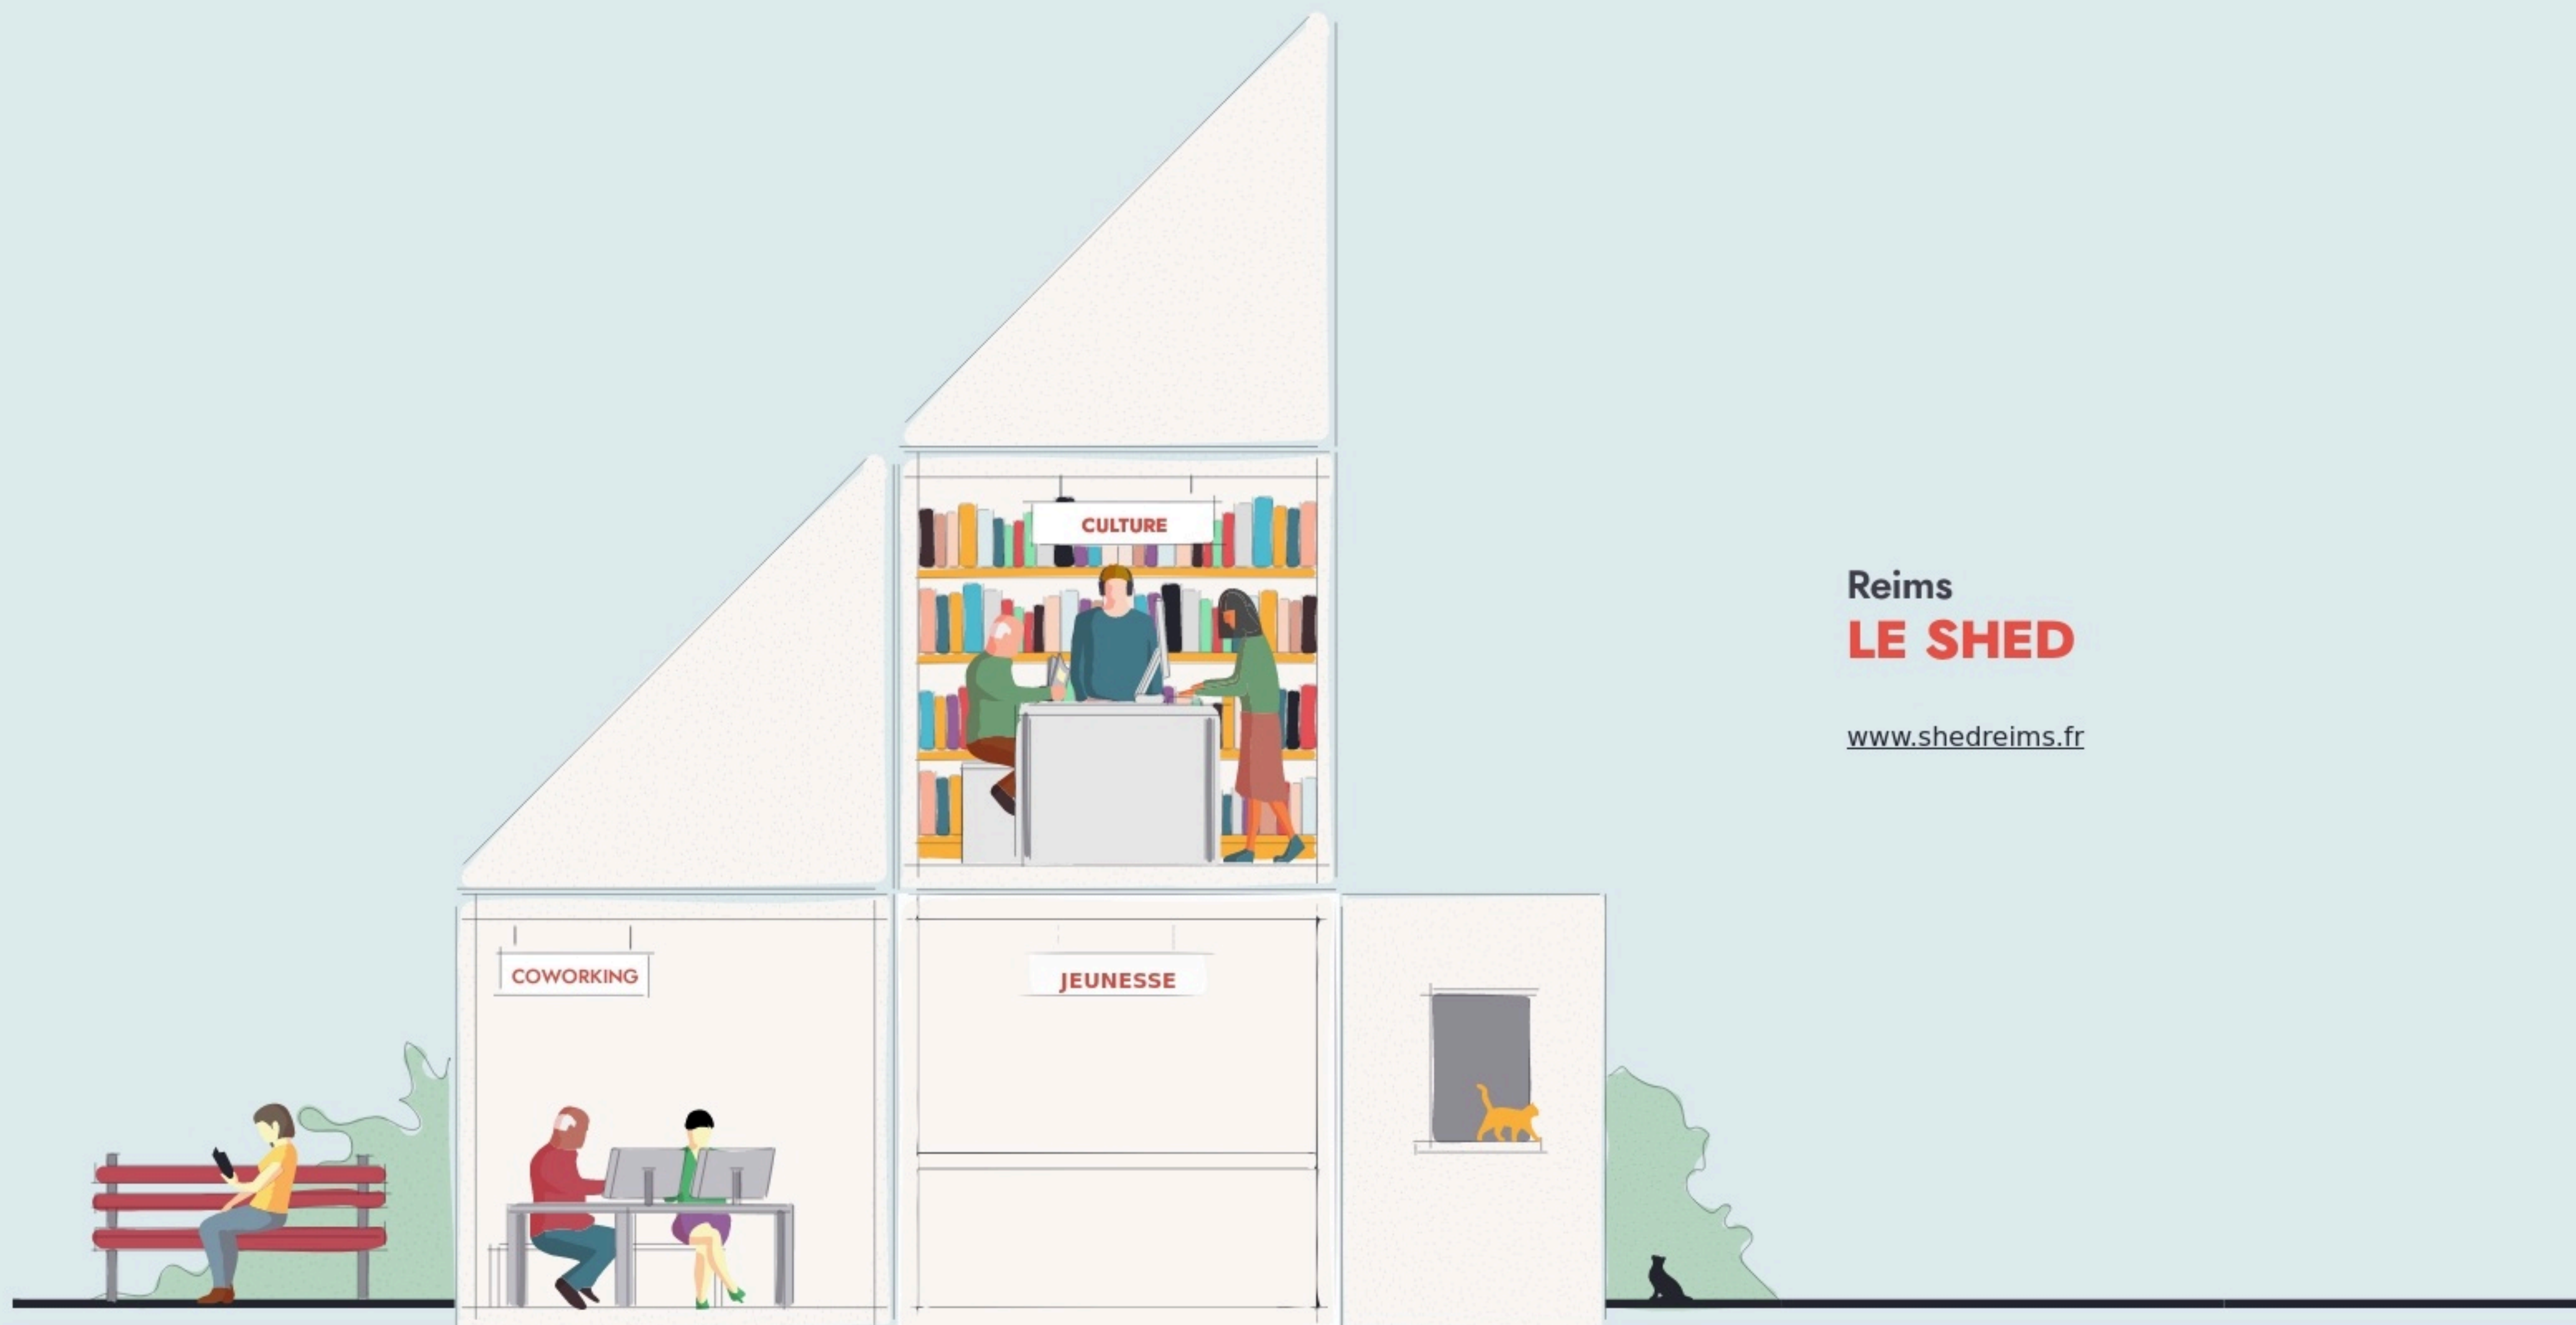 CULTURE
Reims
LE SHED
www.shedreims.fr
COWORKING
JEUNESSE